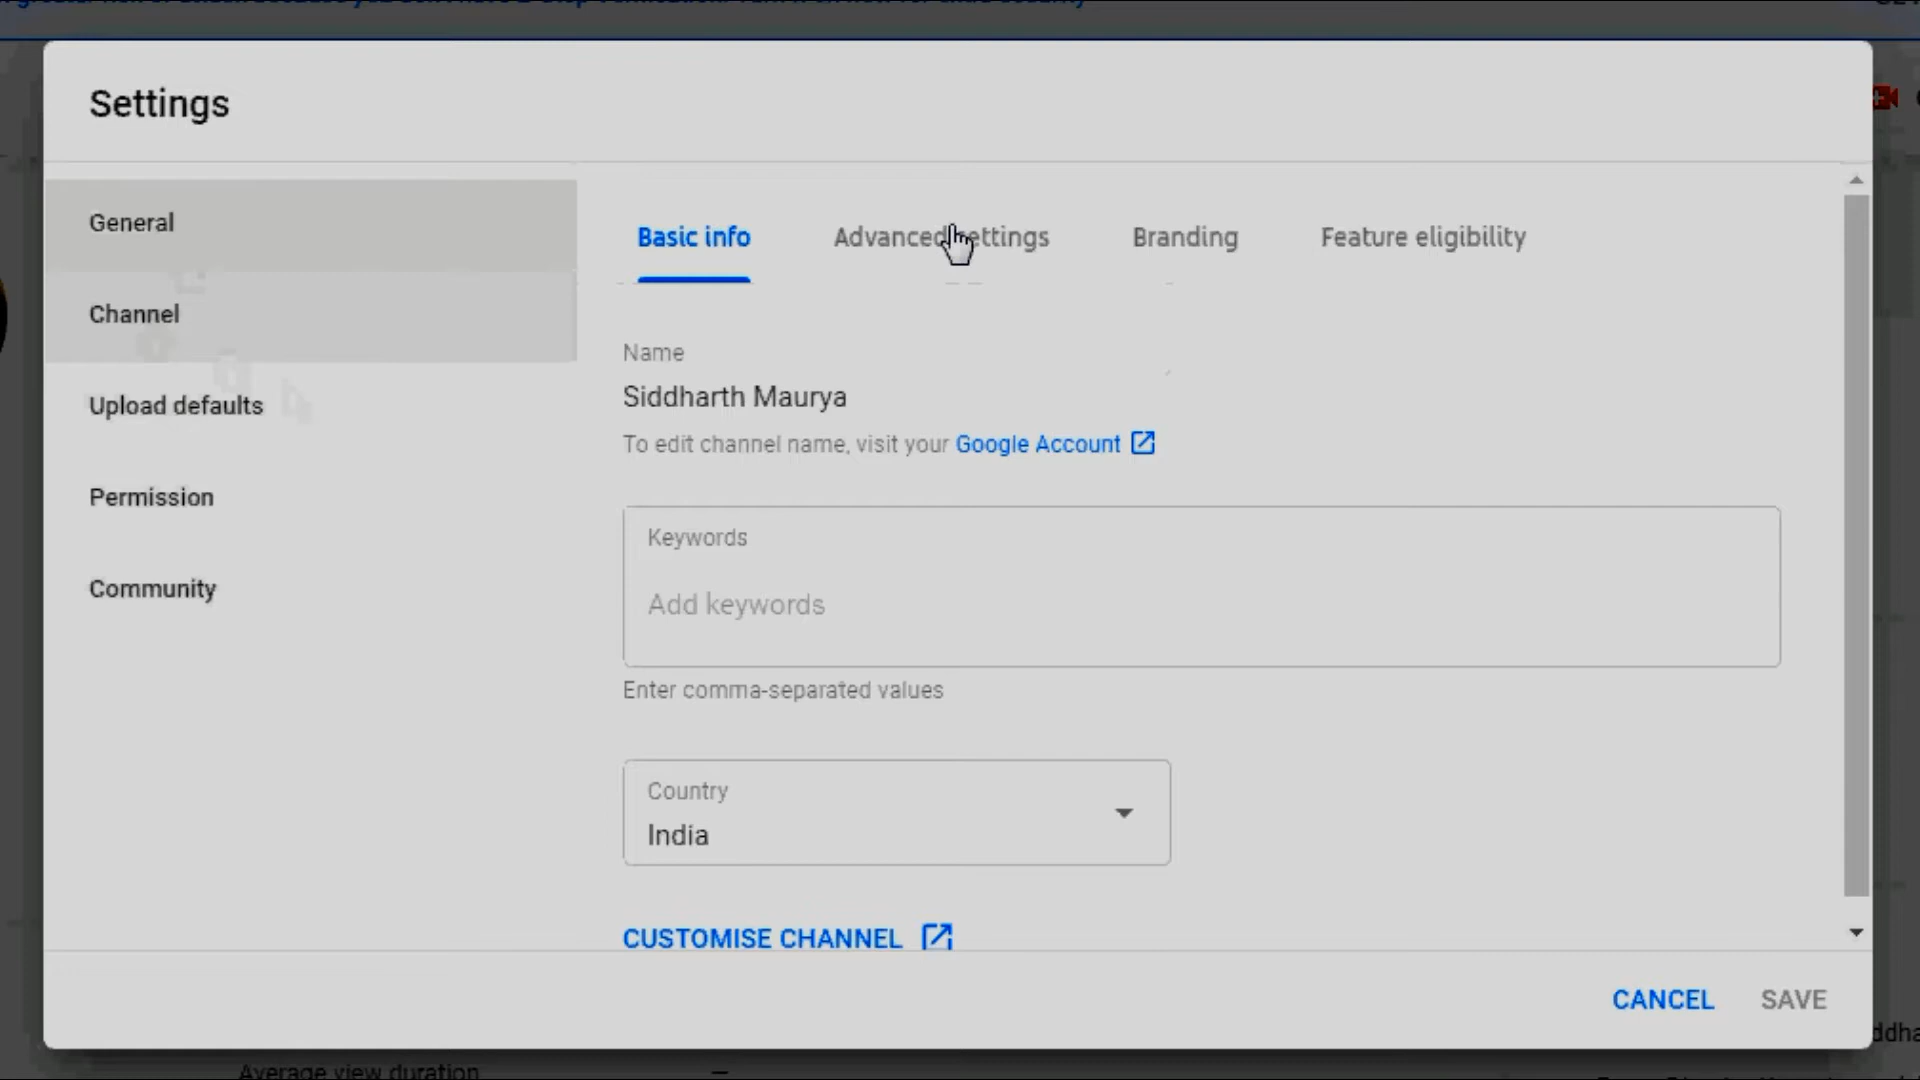 Settings
General
Channel
Upload defaults
Permission
Community
Basic info
Advanced settings
Branding
Feature eligibility
Name
Siddharth Maurya
To edit channel name, visit your Google Account
Keywords
Add keywords
Enter comma-separated values
Country
India
CUSTOMISE CHANNEL
CANCEL
SAVE
Average view duration